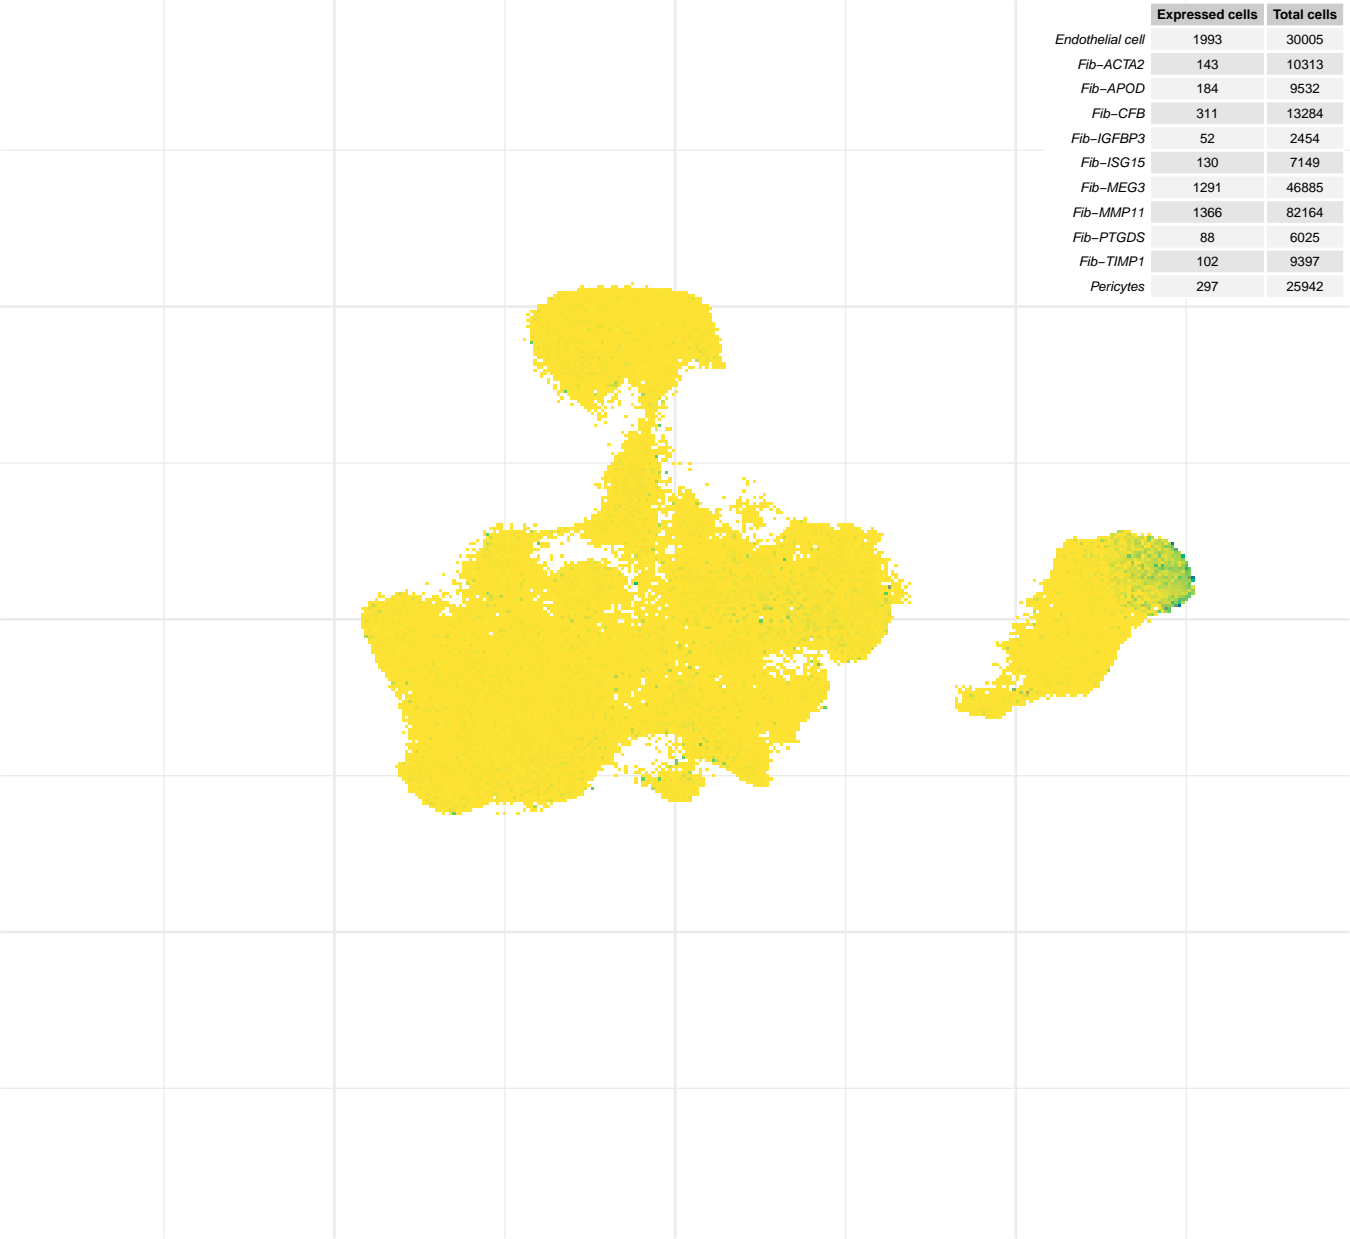 Expressed cells Total cells
Endothelial cell 1993 30005
Fib−ACTA2 143 10313
Fib−APOD 184 9532
Fib−CFB 311 13284
Fib−IGFBP3 52 2454
Fib−ISG15 130 7149
Fib−MEG3 1291 46885
Fib−MMP11 1366 82164
Fib−PTGDS 88 6025
Fib−TIMP1 102 9397
Pericytes 297 25942